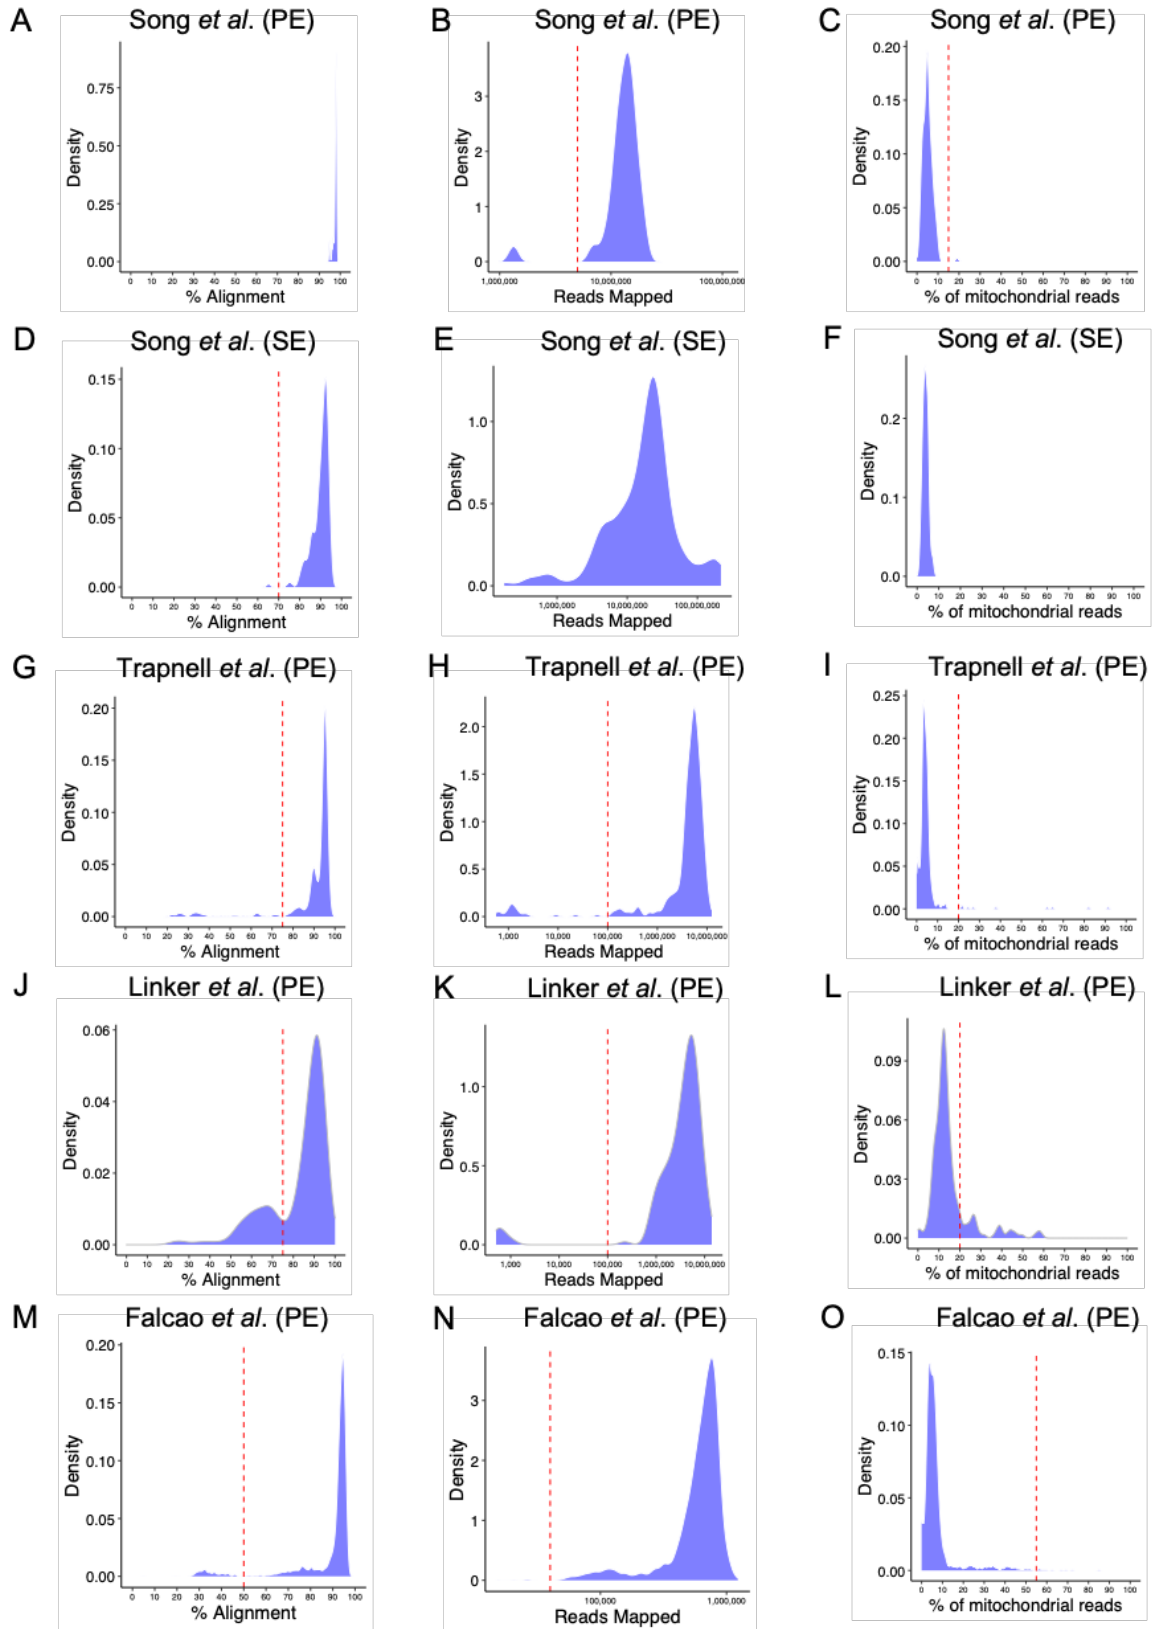 A Song et al. (PE)
Density
0.75
0.50
0.25
0.00
0 10 20 30 40 50 60 70 80 90 100
% Alignment
B Song et al. (PE)
Density
3
2
1
0
1,000,000 10,000,000 100,000,000
Reads Mapped
C Song et al. (PE)
Density
0.20
0.15
0.10
0.05
0.00
0 10 20 30 40 50 60 70 80 90 100
% of mitochondrial reads
D Song et al. (SE)
Density
0.15
0.10
0.05
0.00
0 10 20 30 40 50 60 70 80 90 100
% Alignment
E Song et al. (SE)
Density
1.0
0.5
0.0
1,000,000 10,000,000 100,000,000
Reads Mapped
F Song et al. (SE)
Density
0.2
0.1
0.0
0 10 20 30 40 50 60 70 80 90 100
% of mitochondrial reads
G Trapnell et al. (PE)
Density
0.20
0.15
0.10
0.05
0.00
0 10 20 30 40 50 60 70 80 90 100
% Alignment
H Trapnell et al. (PE)
Density
2.0
1.5
1.0
0.5
0.0
1,000 10,000 100,000 1,000,000 10,000,000
Reads Mapped
I Trapnell et al. (PE)
Density
0.25
0.20
0.15
0.10
0.05
0.00
0 10 20 30 40 50 60 70 80 90 100
% of mitochondrial reads
J Linker et al. (PE)
Density
0.06
0.04
0.02
0.00
0 10 20 30 40 50 60 70 80 90 100
% Alignment
K Linker et al. (PE)
Density
1.0
0.5
0.0
1,000 10,000 100,000 1,000,000 10,000,000
Reads Mapped
L Linker et al. (PE)
Density
0.09
0.06
0.03
0.00
0 10 20 30 40 50 60 70 80 90 100
% of mitochondrial reads
M Falcao et al. (PE)
Density
0.20
0.15
0.10
0.05
0.00
0 10 20 30 40 50 60 70 80 90 100
% Alignment
N Falcao et al. (PE)
Density
3
2
1
0
100,000 1,000,000
Reads Mapped
O Falcao et al. (PE)
Density
0.15
0.10
0.05
0.00
0 10 20 30 40 50 60 70 80 90 100
% of mitochondrial reads